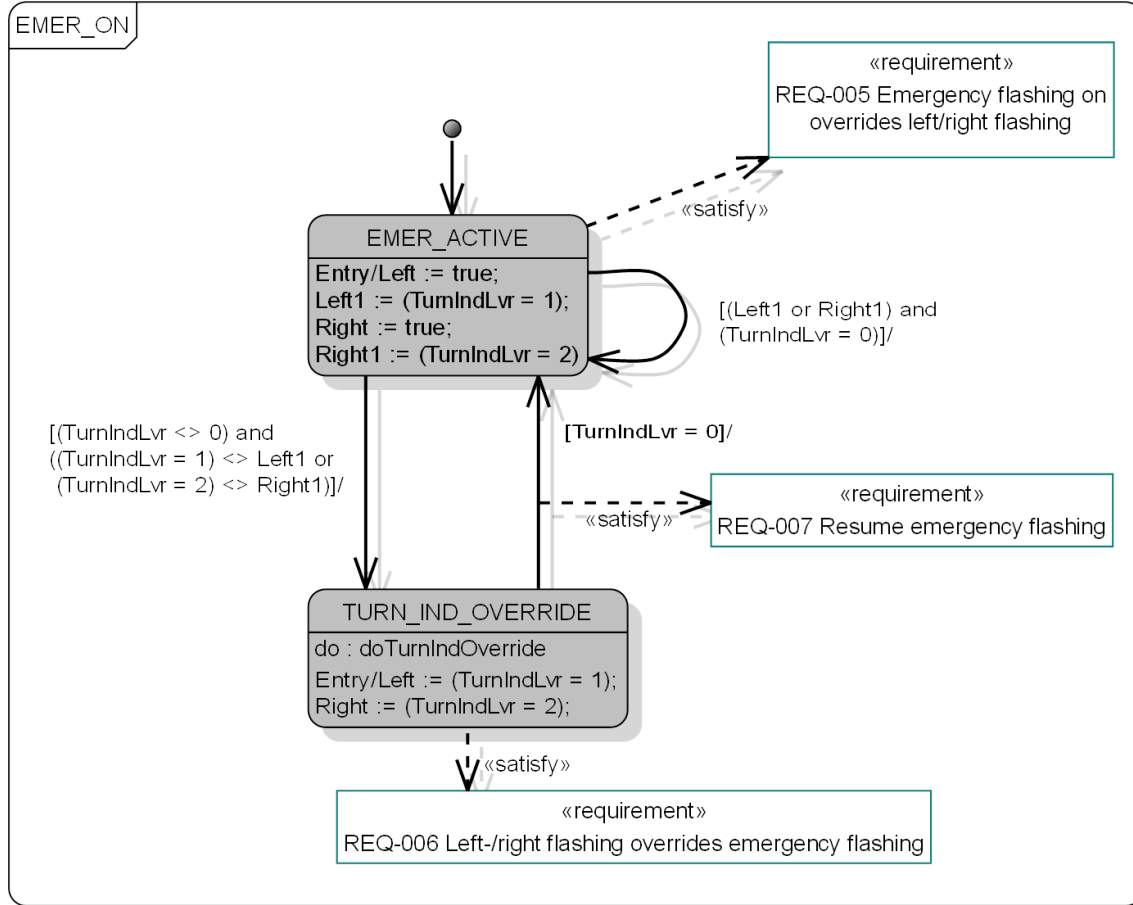 EMER_ON
«requirement»
REQ-005 Emergency flashing on
overrides left/right flashing
«satisfy»
EMER_ACTIVE
Entry/Left := true;
Left1 := (TurnIndLvr = 1);
Right := true;
Right1 := (TurnIndLvr = 2)
[(Left1 or Right1) and
(TurnIndLvr = 0)]/
[((TurnIndLvr <> 0) and
((TurnIndLvr = 1) <> Left1 or
(TurnIndLvr = 2) <> Right1)]/
[TurnIndLvr = 0]/
«requirement»
REQ-007 Resume emergency flashing
«satisfy»
TURN_IND_OVERRIDE
do : doTurnIndOverride
Entry/Left := (TurnIndLvr = 1);
Right := (TurnIndLvr = 2);
«satisfy»
«requirement»
REQ-006 Left-/right flashing overrides emergency flashing